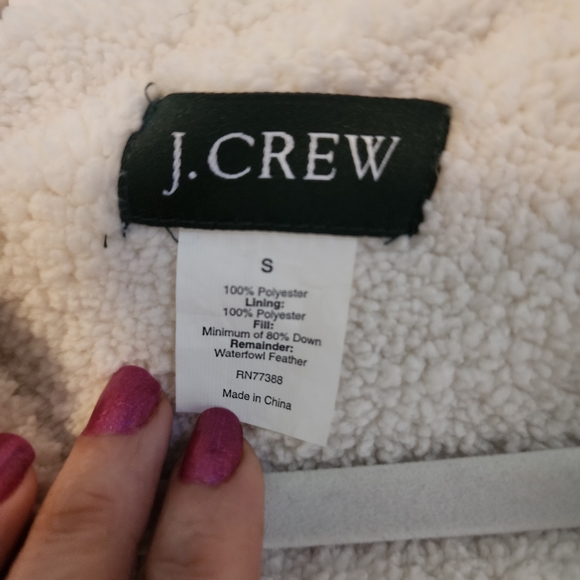 J.CREW
S
100% Polyester
Lining:
100% Polyester
Fill:
Minimum of 80% Down
Remainder:
Waterfowl Feather
RN77388
Made in China